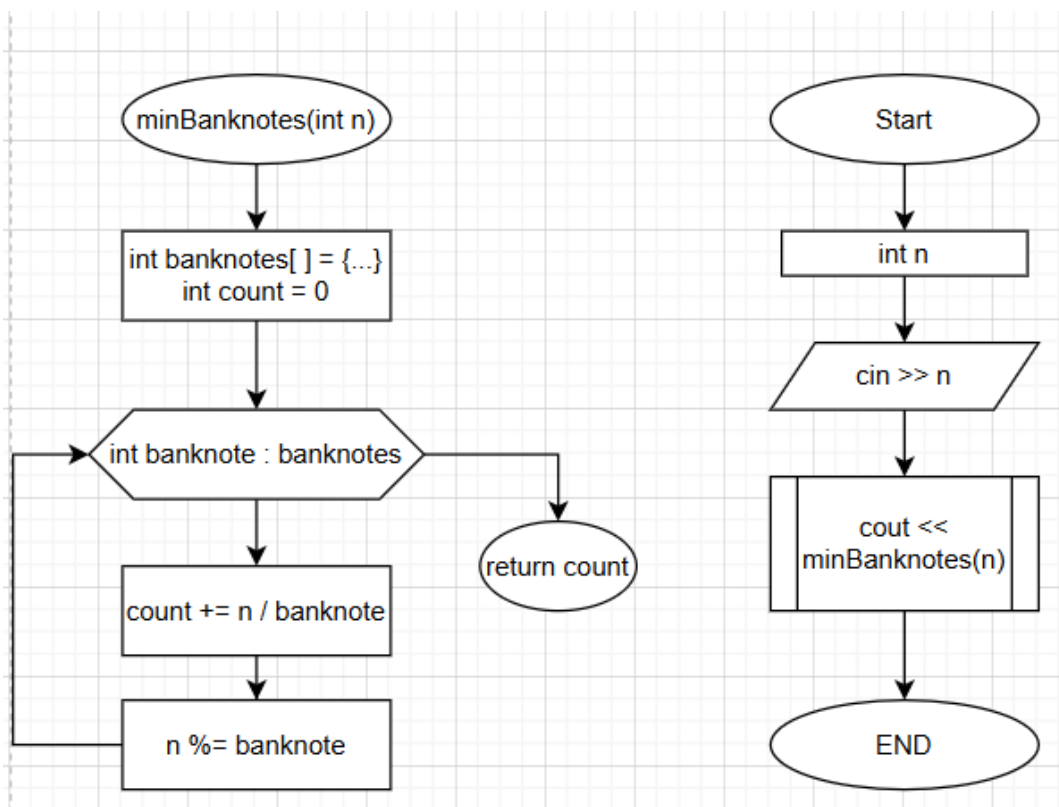 minBanknotes(int n)
int banknotes[ ] = {...}
int count = 0
int banknote : banknotes
return count
count += n / banknote
n %= banknote
Start
int n
cin >> n
cout <<
minBanknotes(n)
END